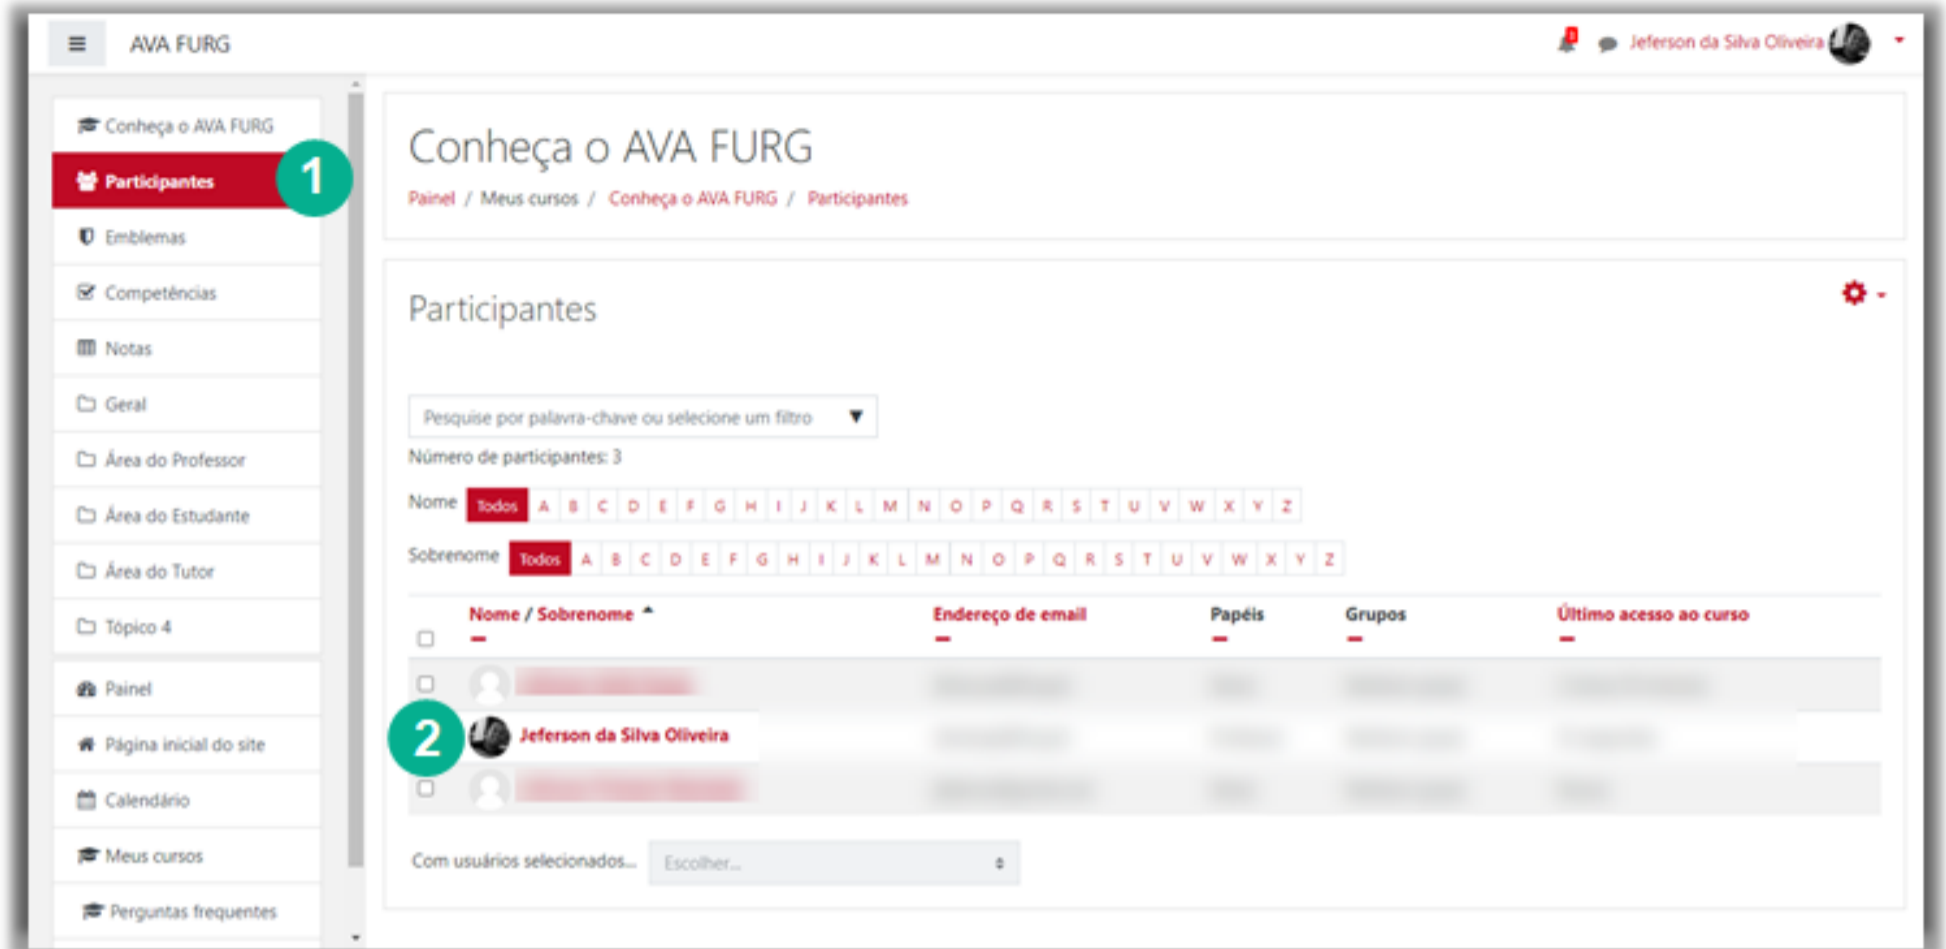 AVA FURG
3
Jeferson da Silva Oliveira
Conheça o AVA FURG
Participantes
1
Emblemas
Competências
Notas
Geral
Área do Professor
Área do Estudante
Área do Tutor
Tópico 4
Painel
Página inicial do site
Calendário
Meus cursos
Perguntas frequentes
Conheça o AVA FURG
Painel / Meus cursos / Conheça o AVA FURG / Participantes
Participantes
Pesquise por palavra-chave ou selecione um filtro
Número de participantes: 3
Nome Todos A B C D E F G H I J K L M N O P Q R S T U V W X Y Z
Sobrenome Todos A B C D E F G H I J K L M N O P Q R S T U V W X Y Z
Nome / Sobrenome Endereço de email Papéis Grupos Último acesso ao curso
2 Jeferson da Silva Oliveira
Com usuários selecionados... Escolher...